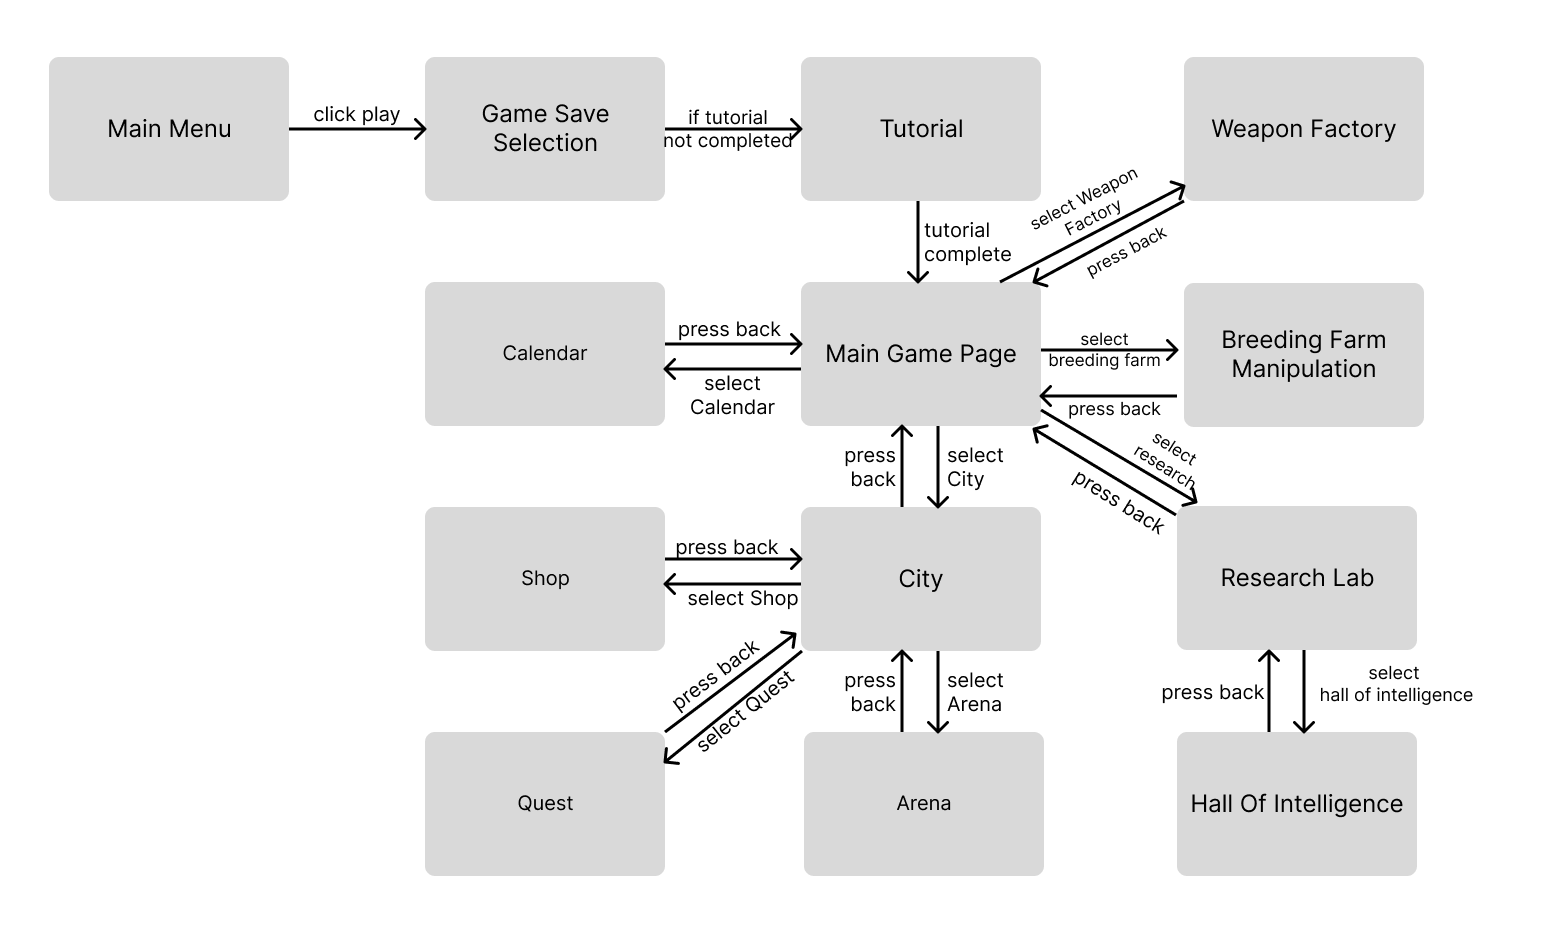 Main Menu
click play
Game Save
Selection
if tutorial
not completed
Tutorial
Weapon Factory
select Weapon
Factory
press back
tutorial
complete
Calendar
press back
select
Calendar
Main Game Page
select
breeding farm
press back
Breeding Farm
Manipulation
press
back
select
City
select
research
press back
Shop
press back
select Shop
City
Research Lab
press back
select Quest
press
back
select
Arena
press back
select
hall of intelligence
Quest
Arena
Hall Of Intelligence